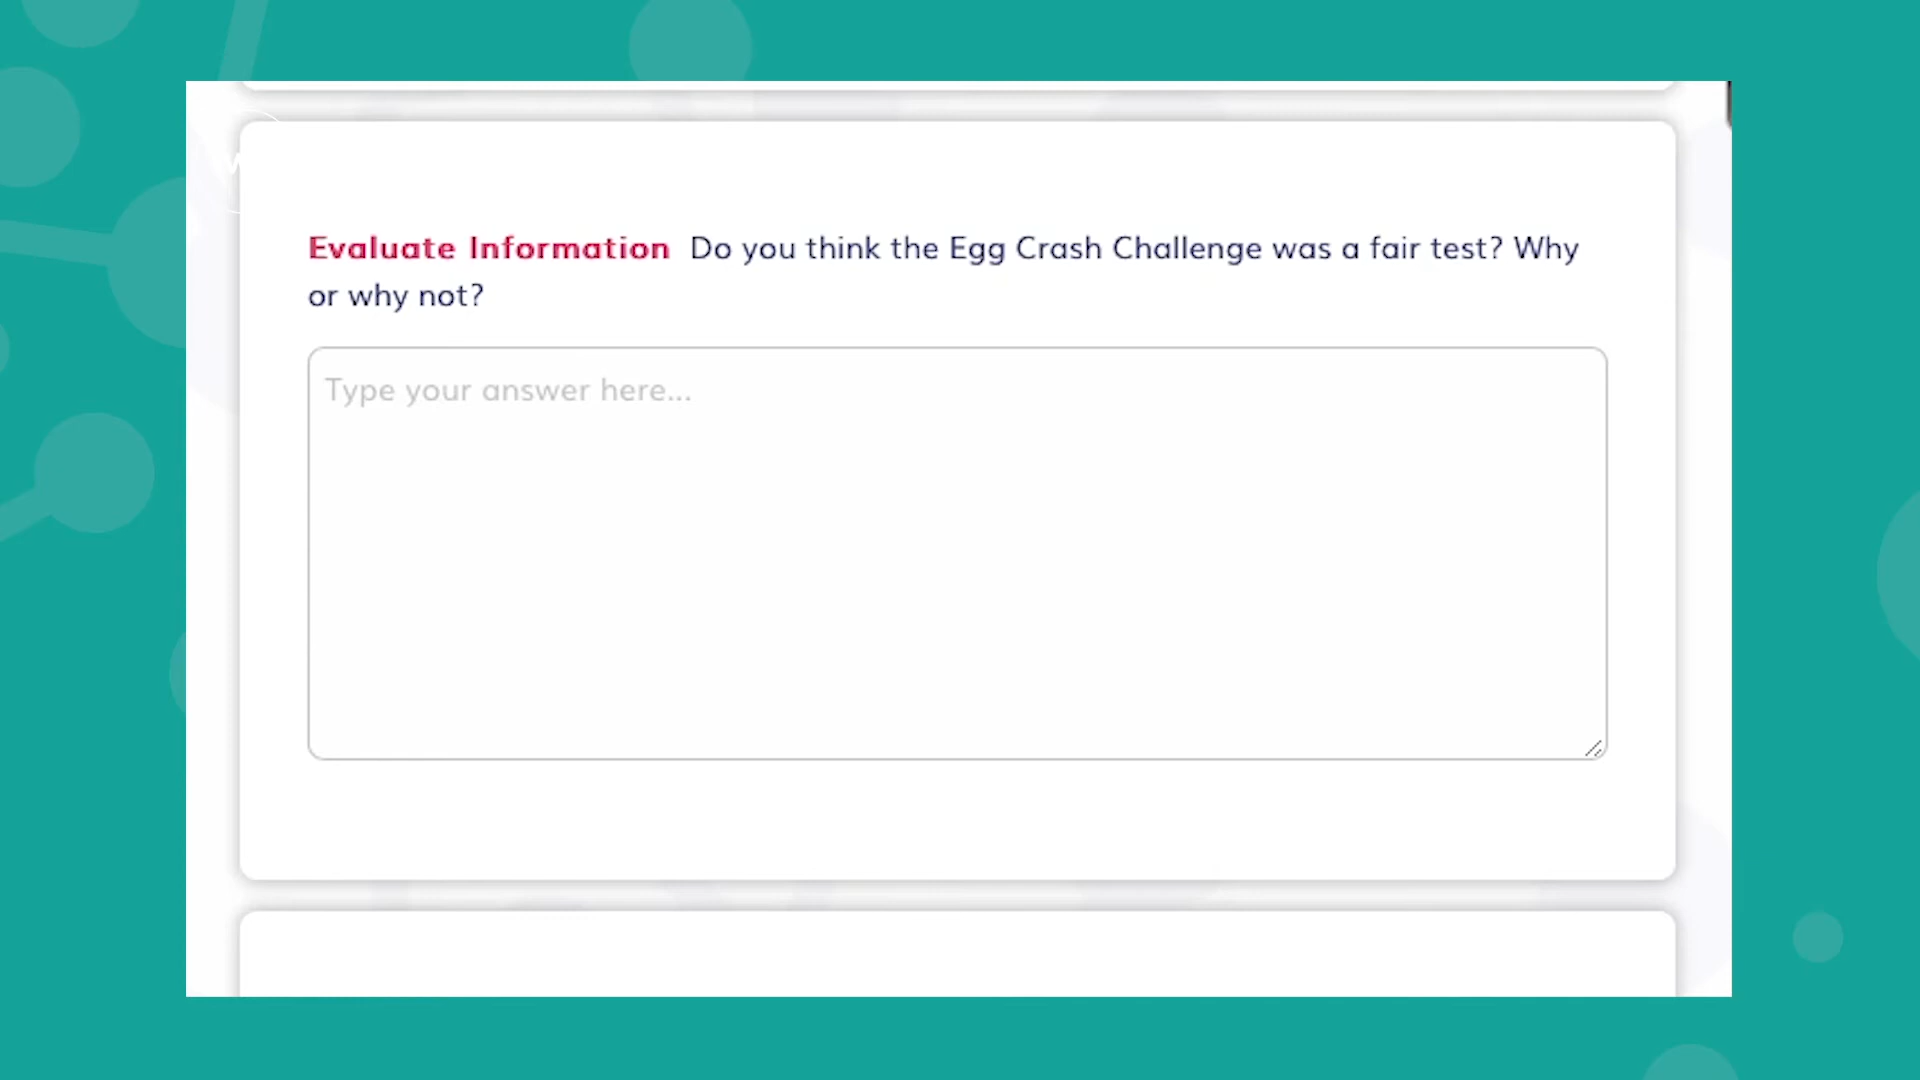 Evaluate Information Do you think the Egg Crash Challenge was a fair test? Why
or why not?
Type your answer here...